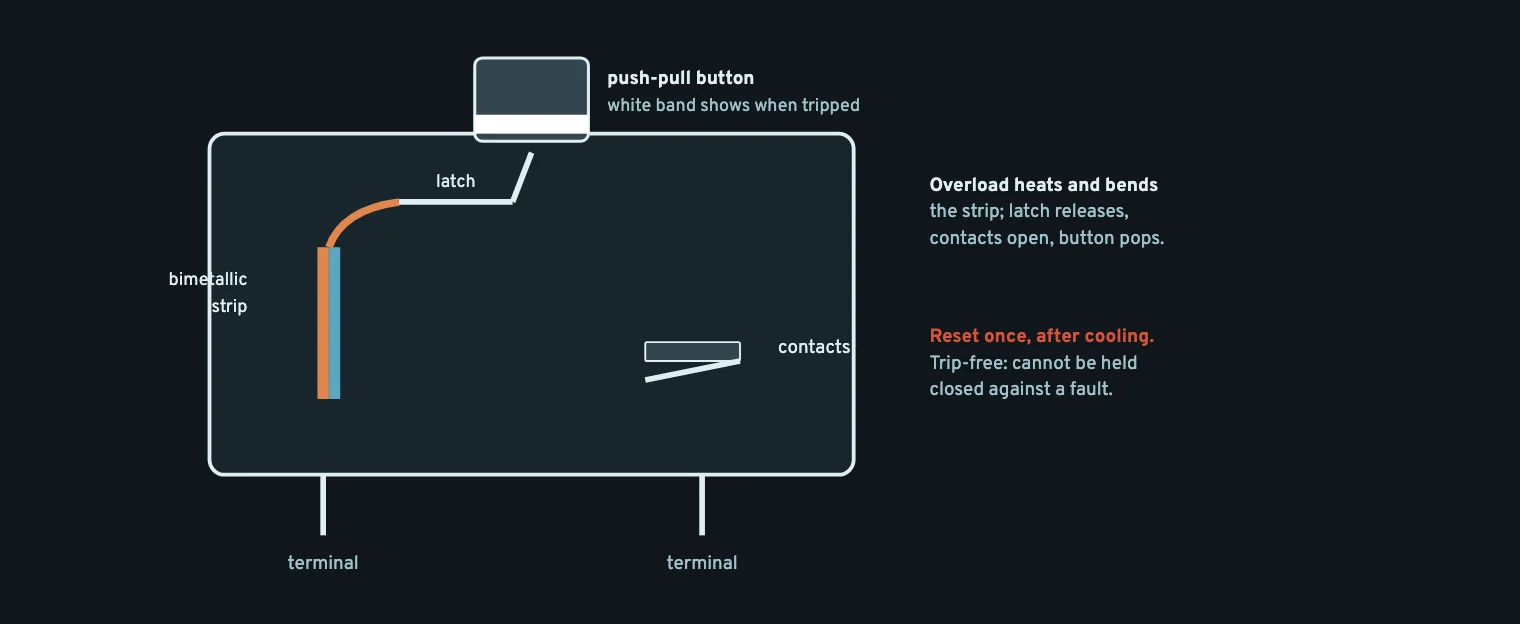 push-pull button
white band shows when tripped
latch
Overload heats and bends
the strip; latch releases,
contacts open, button pops.
bimetallic
strip
contacts
Reset once, after cooling.
Trip-free: cannot be held
closed against a fault.
terminal
terminal